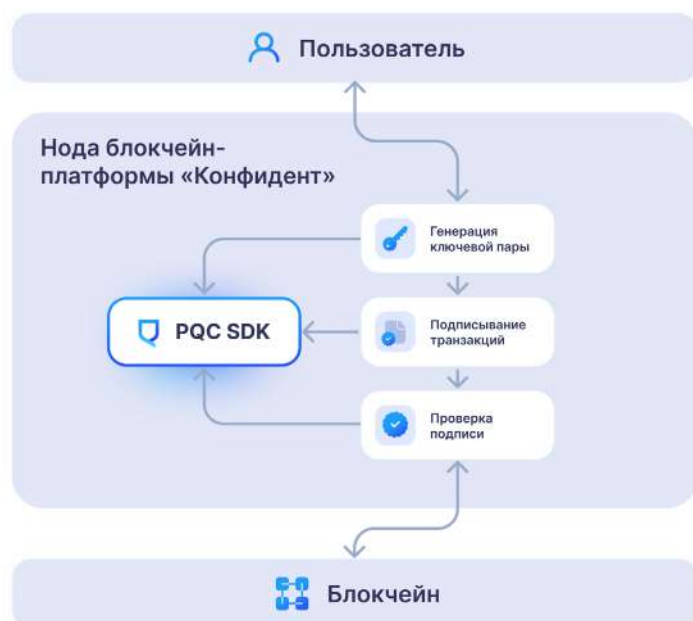 Пользователь
Нода блокчейн-
платформы «Конфидент»
Генерация
ключевой пары
PQC SDK
Подписывание
транзакций
Проверка
подписи
Блокчейн